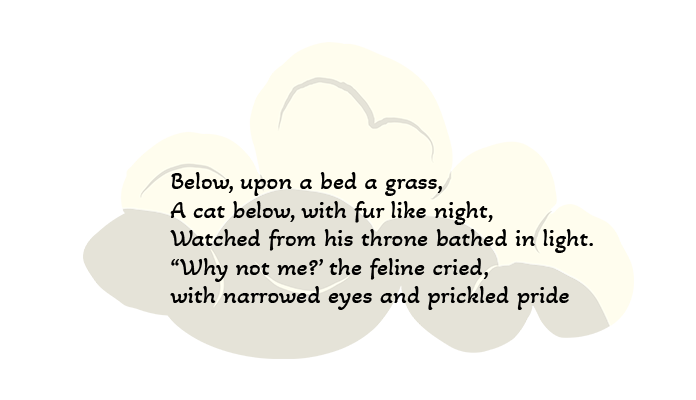 Below, upon a bed a grass,
A cat below, with fur like night,
Watched from his throne bathed in light.
“Why not me?’ the feline cried,
with narrowed eyes and prickled pride